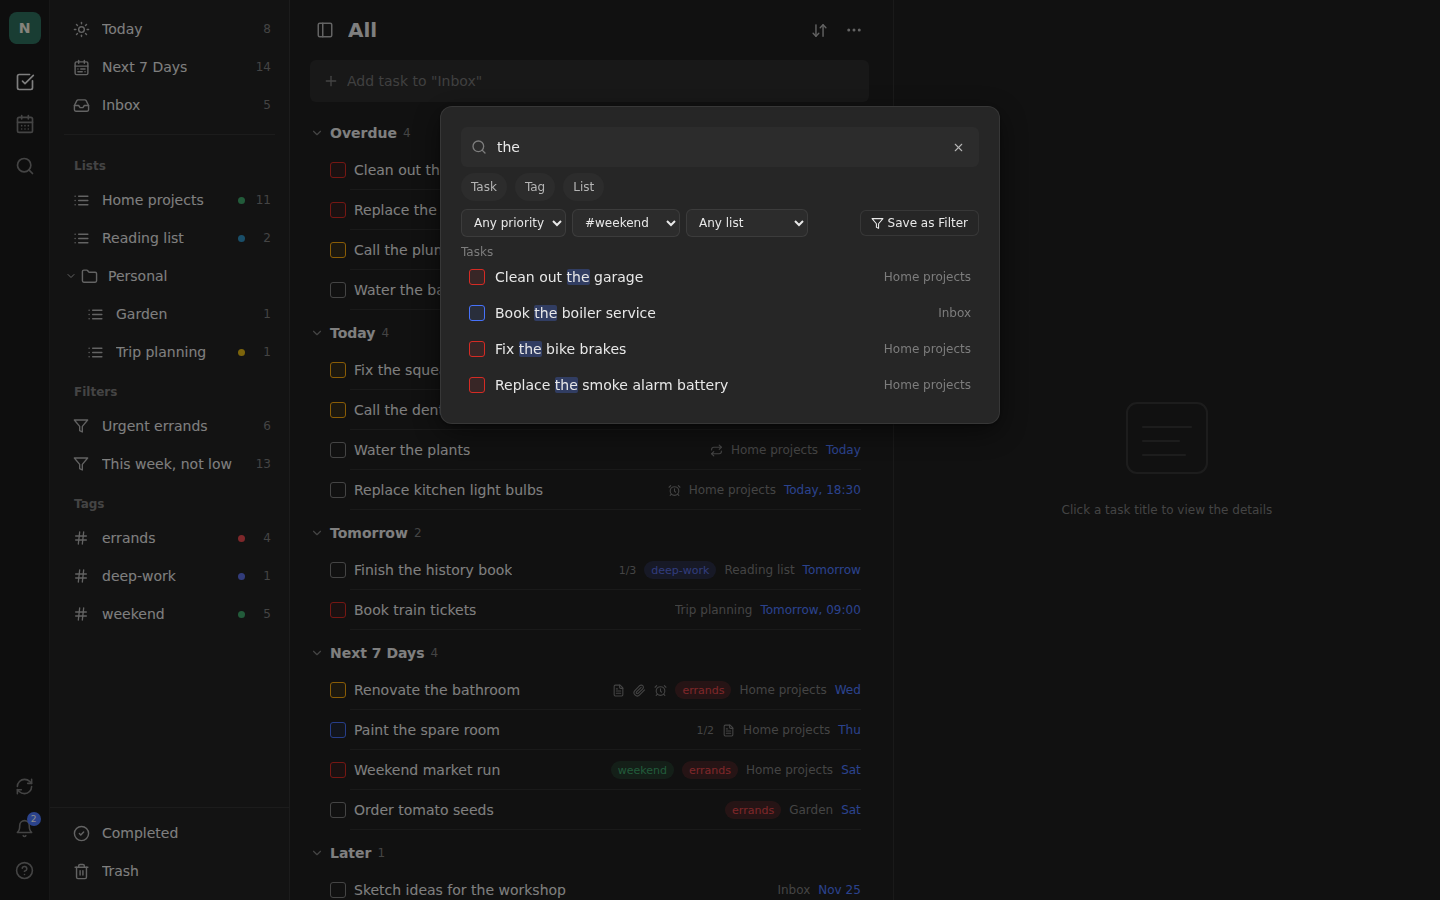 N
Today 8
Next 7 Days 14
Inbox 5
Lists
Home projects 11
Reading list 2
Personal
Garden 1
Trip planning 1
Filters
Urgent errands 6
This week, not low 13
Tags
# errands 4
# deep-work 1
# weekend 5
2
Completed
Trash
All
Add task to "Inbox"
Overdue 4
Clean out th
Replace the
Call the plu
Water the ba
Today 4
Fix the sque
Call the den
Water the plants Home projects Today
Replace kitchen light bulbs Home projects Today, 18:30
Tomorrow 2
Finish the history book 1/3 deep-work Reading list Tomorrow
Book train tickets Trip planning Tomorrow, 09:00
Next 7 Days 4
Renovate the bathroom errands Home projects Wed
Paint the spare room 1/2 Home projects Thu
Weekend market run weekend errands Home projects Sat
Order tomato seeds errands Garden Sat
Later 1
Sketch ideas for the workshop Inbox Nov 25
the
Task Tag List
Any priority #weekend Any list Save as Filter
Tasks
Clean out the garage Home projects
Book the boiler service Inbox
Fix the bike brakes Home projects
Replace the smoke alarm battery Home projects
Click a task title to view the details